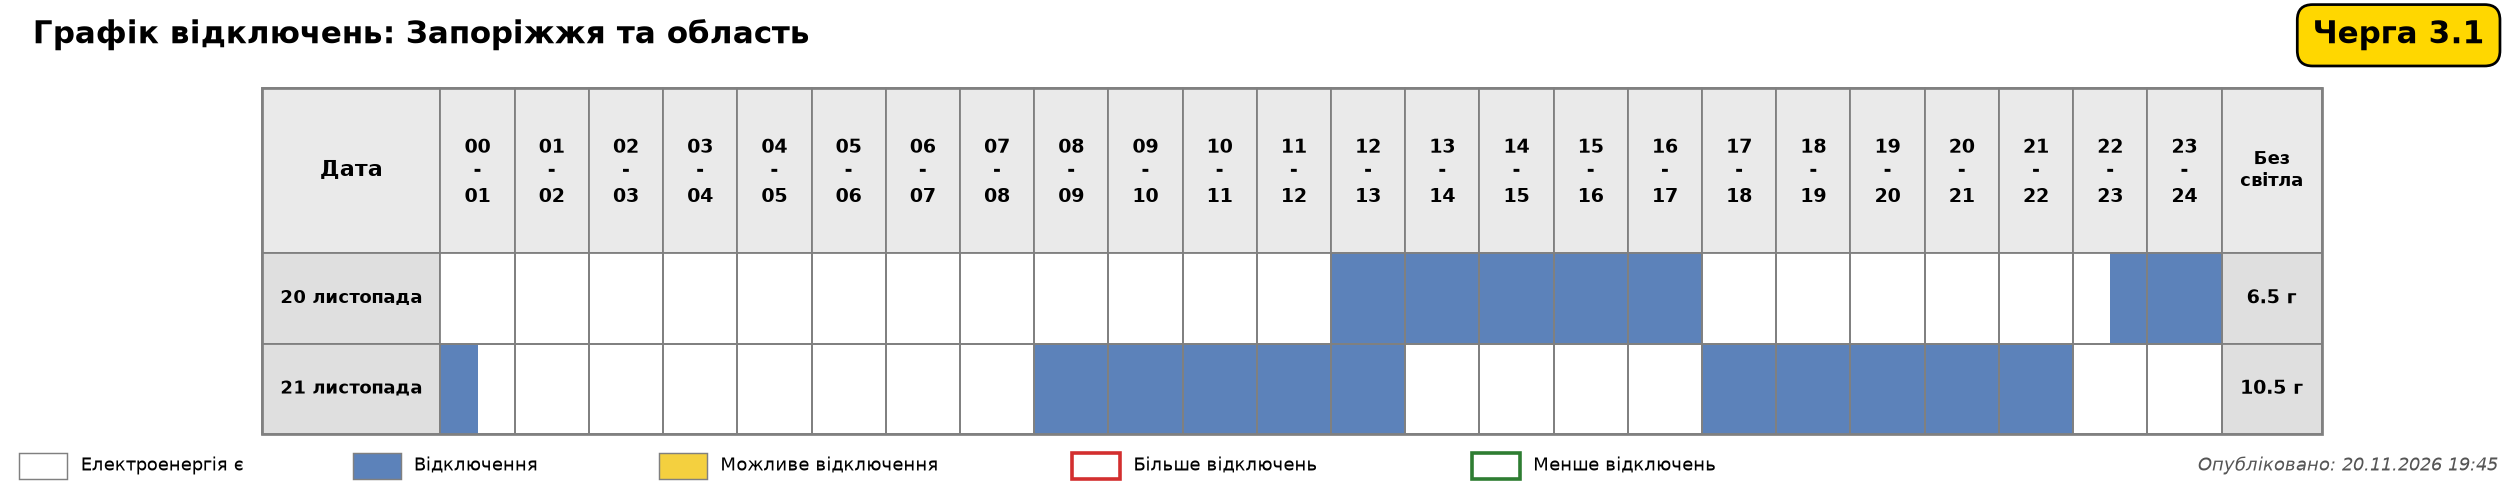 Графік відключень: Запоріжжя та область
Черга 3.1
Дата 00 - 01 01 - 02 02 - 03 03 - 04 04 - 05 05 - 06 06 - 07 07 - 08 08 - 09 09 - 10 10 - 11 11 - 12 12 - 13 13 - 14 14 - 15 15 - 16 16 - 17 17 - 18 18 - 19 19 - 20 20 - 21 21 - 22 22 - 23 23 - 24 Без світла
20 листопада 6.5 г
21 листопада 10.5 г
Електроенергія є Відключення Можливе відключення Більше відключень Менше відключень Опубліковано: 20.11.2026 19:45